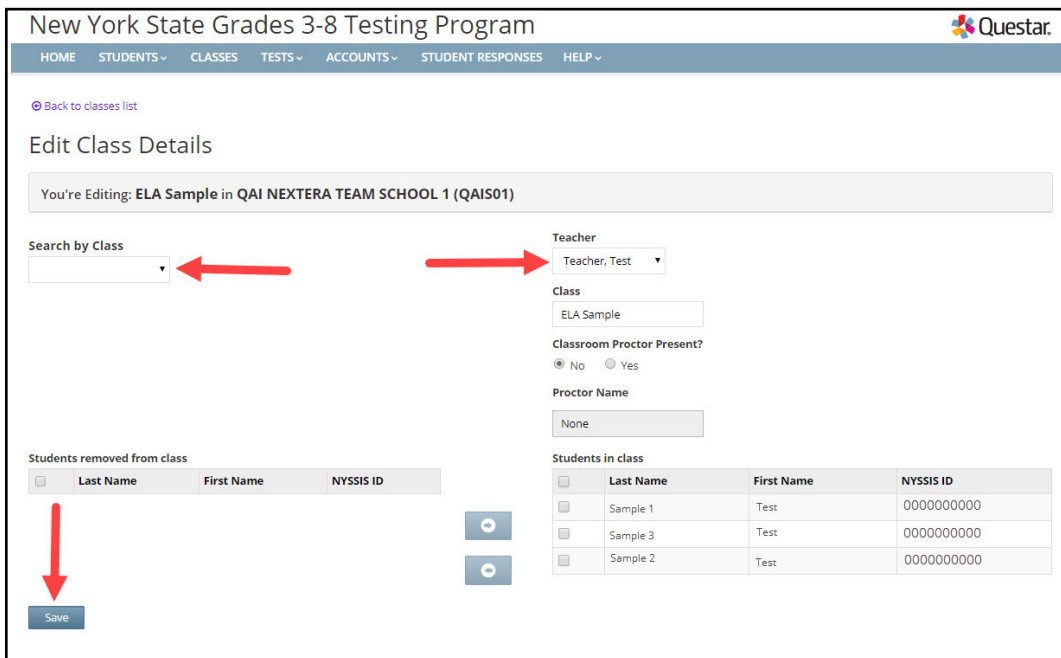 New York State Grades 3-8 Testing Program
Questar.
HOME STUDENTS CLASSES TESTS ACCOUNTS STUDENT RESPONSES HELP
Back to classes list
Edit Class Details
You're Editing: ELA Sample in QAI NEXTERA TEAM SCHOOL 1 (QAIS01)
Search by Class
Teacher
Teacher, Test
Class
ELA Sample
Classroom Proctor Present?
No Yes
Proctor Name
None
Students removed from class
Last Name First Name NYSSIS ID
Students in class
Last Name First Name NYSSIS ID
Sample 1 Test 0000000000
Sample 3 Test 0000000000
Sample 2 Test 0000000000
Save